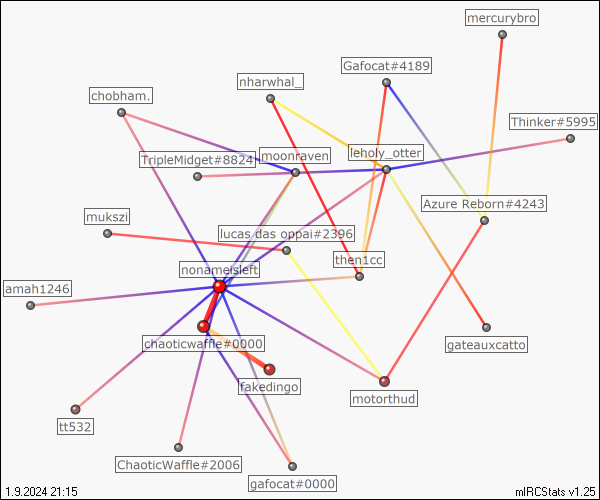 mercurybro
Gafocat#4189
nharwhal_
chobham.
Thinker#5995
leholy_otter
moonraven
TripleMidget#8824
Azure Reborn#4243
mukszi
lucas das oppai#2396
then1cc
nonameisleft
amah1246
chaoticwaffle#0000
gateauxcatto
fakedingo
motorthud
tt532
ChaoticWaffle#2006
gafocat#0000
1.9.2024 21:15
mIRCStats v1.25